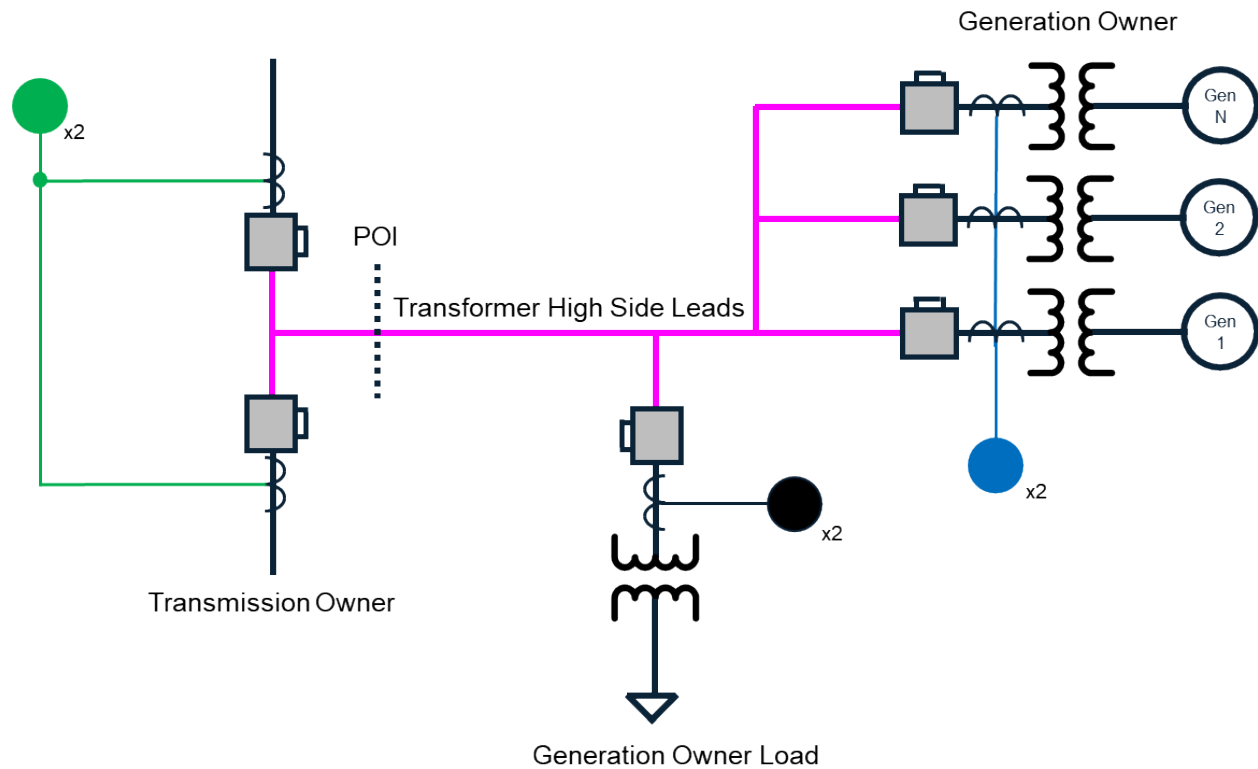 Generation Owner
Gen
N
x2
Gen
2
POI
Transformer High Side Leads
Gen
1
x2
x2
Transmission Owner
Generation Owner Load